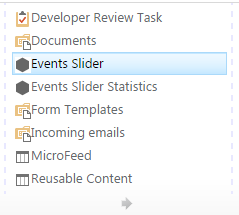 Developer Review Task
Documents
Events Slider
Events Slider Statistics
Form Templates
Incoming emails
MicroFeed
Reusable Content